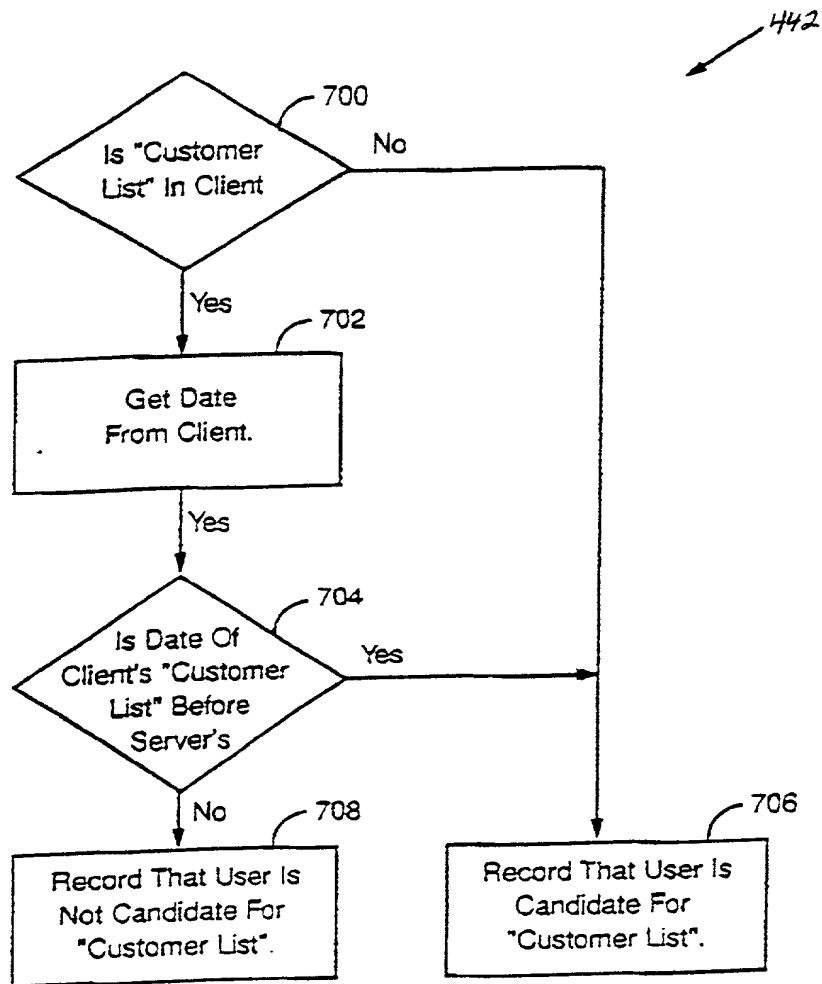 442
700
Is "Customer
List" In Client
No
Yes
702
Get Date
From Client.
Yes
704
Is Date Of
Client's "Customer
List" Before
Server's
Yes
No
708
Record That User Is
Not Candidate For
"Customer List".
706
Record That User Is
Candidate For
"Customer List".